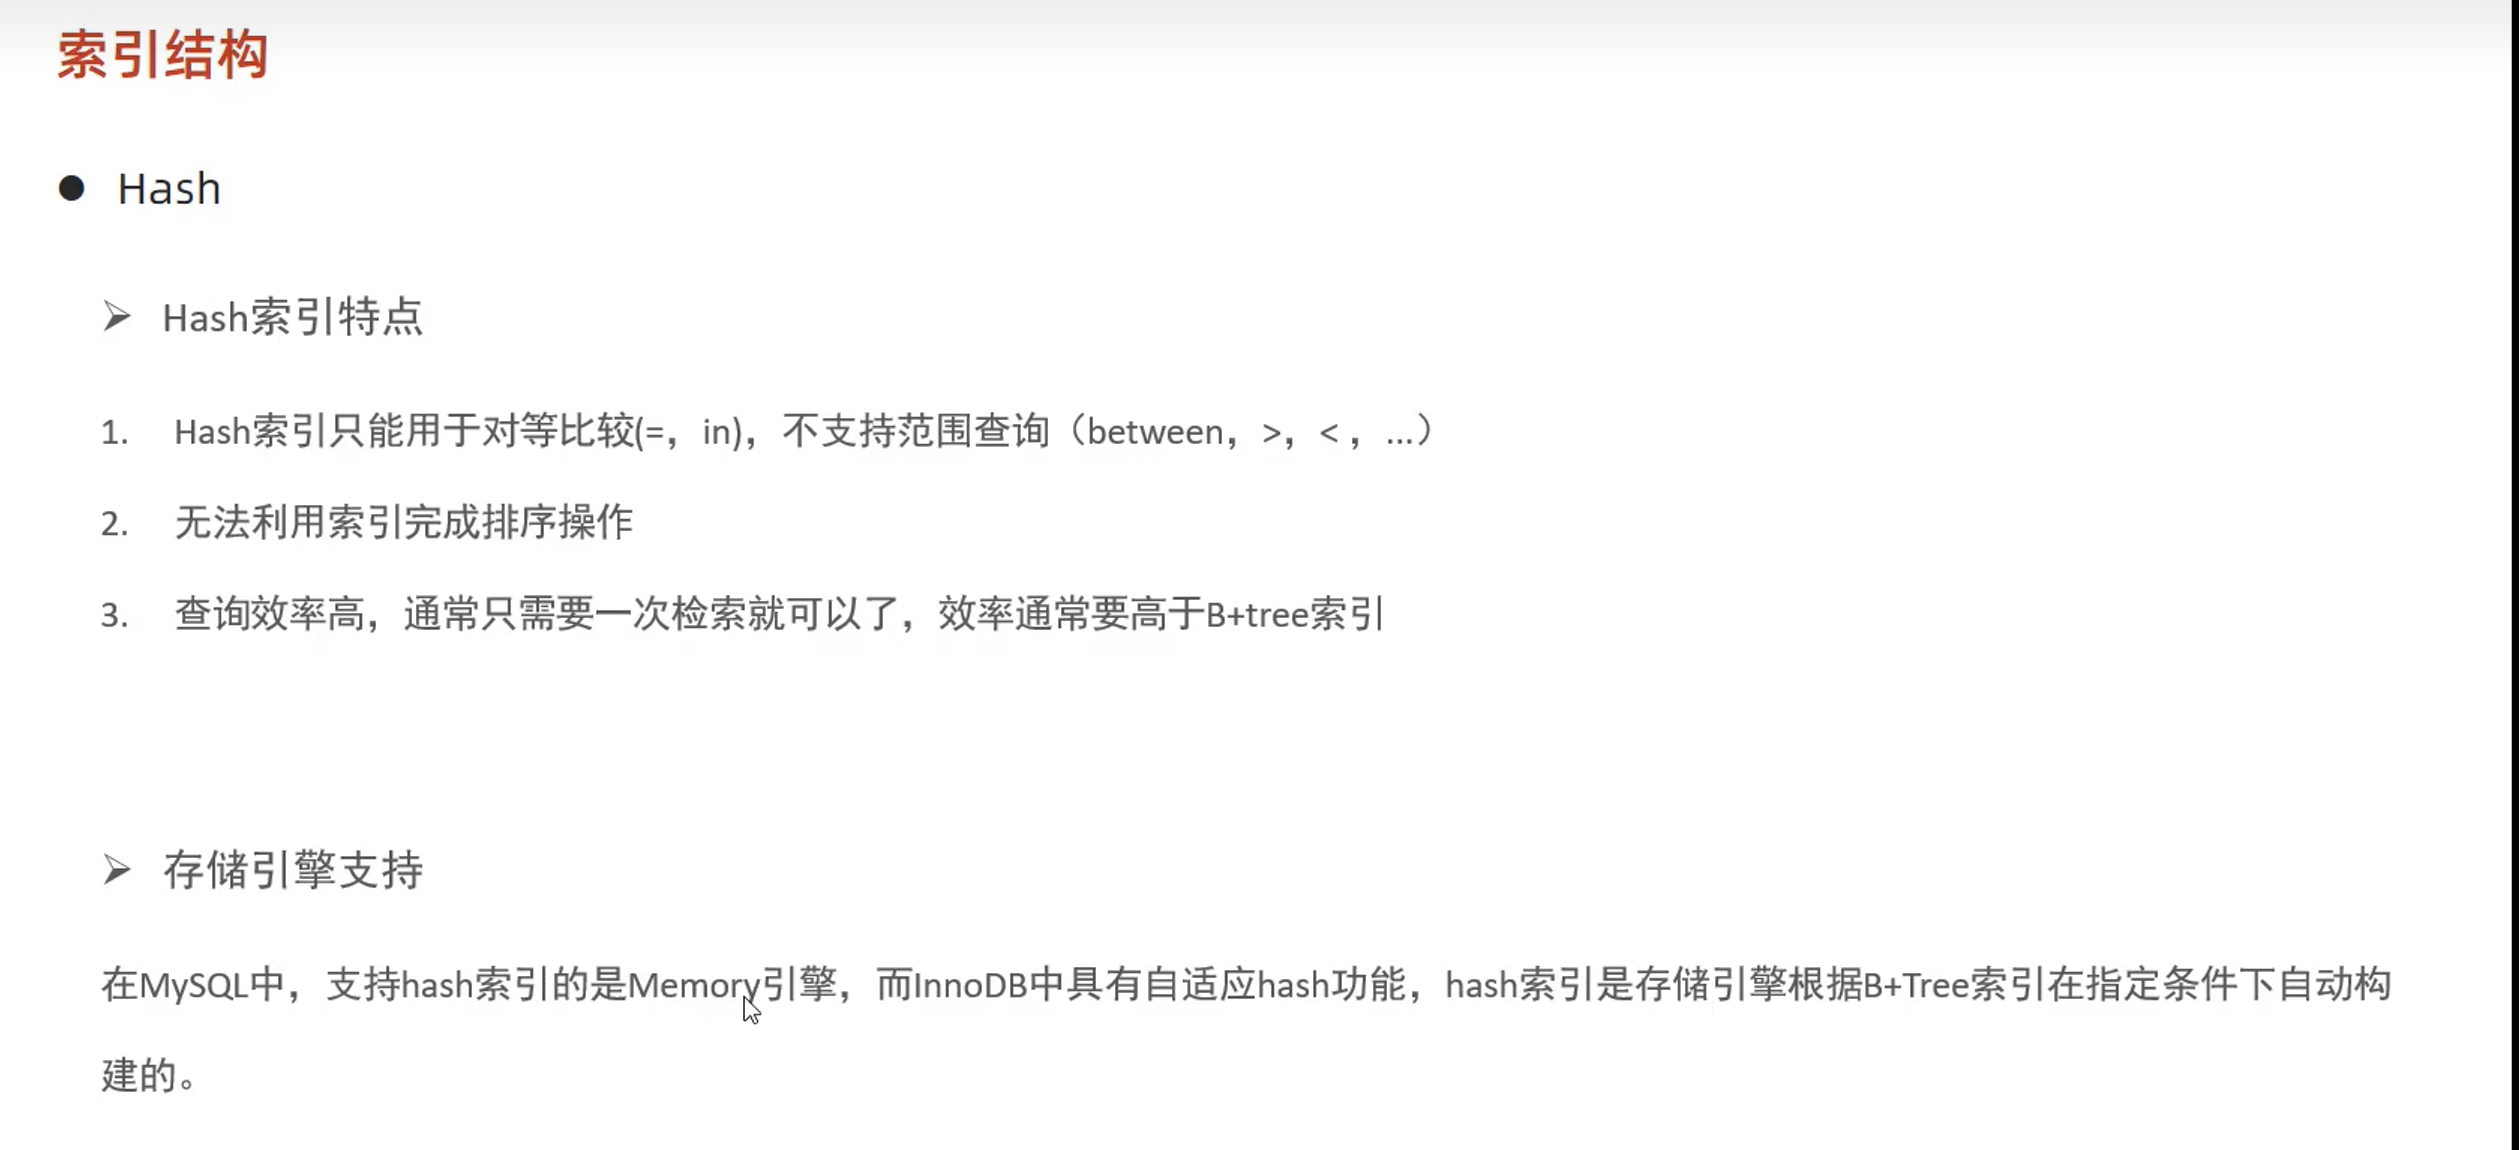 索引结构
● Hash
➢ Hash索引特点
1. Hash索引只能用于对等比较(=，in)，不支持范围查询（between，>，< ，...）
2. 无法利用索引完成排序操作
3. 查询效率高，通常只需要一次检索就可以了，效率通常要高于B+tree索引
➢ 存储引擎支持
在MySQL中，支持hash索引的是Memory引擎，而InnoDB中具有自适应hash功能，hash索引是存储引擎根据B+Tree索引在指定条件下自动构
建的。